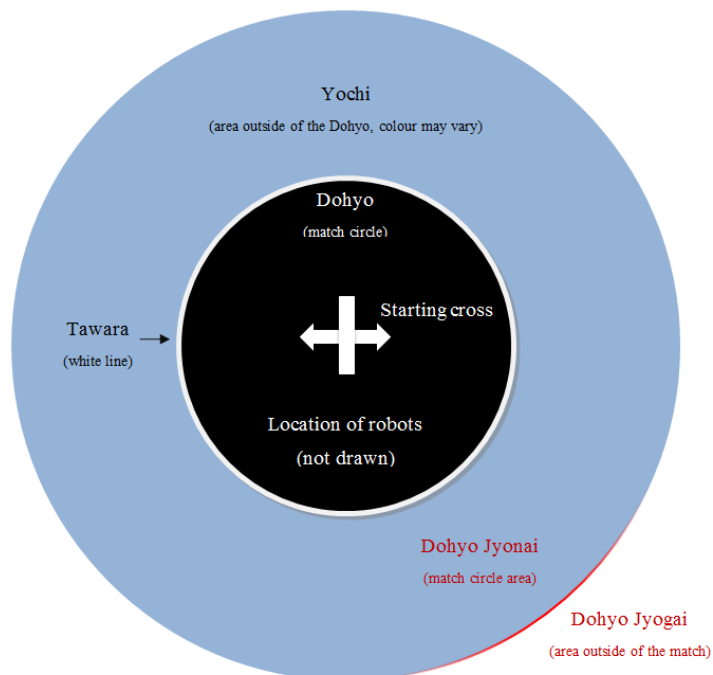 Yochi
(area outside of the Dohyo, colour may vary)
Dohyo
(match circle)
Starting cross
Tawara
(white line)
Location of robots
(not drawn)
Dohyo Jyonai
(match circle area)
Dohyo Jyogai
(area outside of the match)